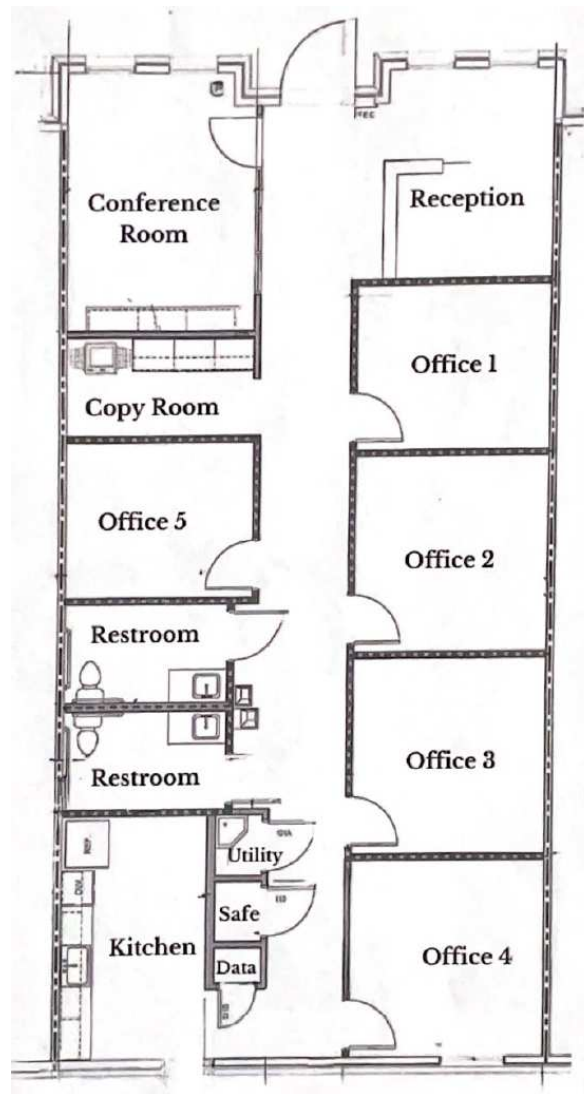 Conference
Room
Reception
Office 1
Copy Room
Office 5
Office 2
Restroom
Office 3
Restroom
REF.
Utility
Safe
Kitchen
Data
Office 4